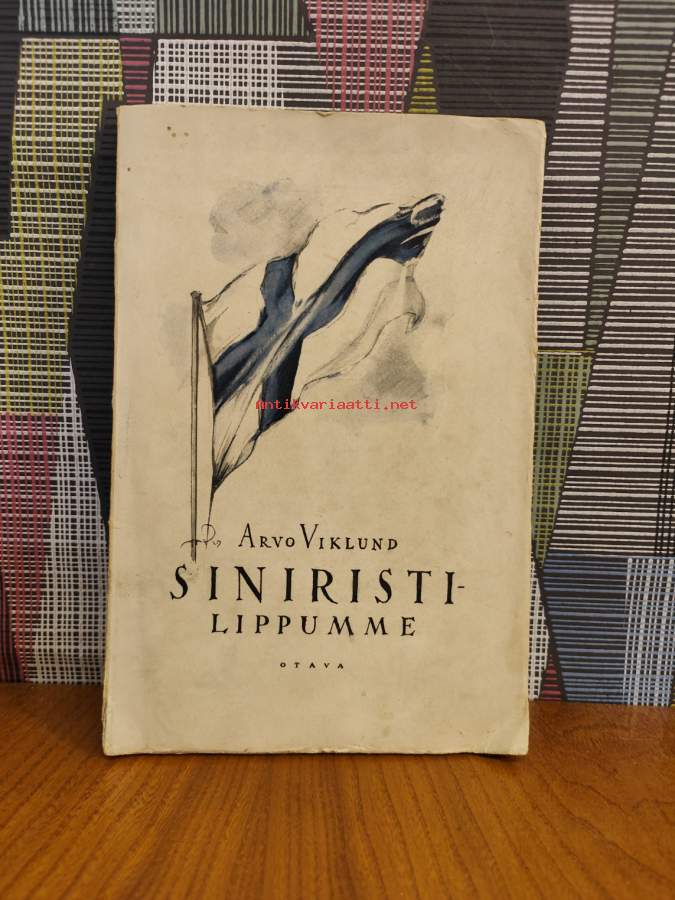 Antikvariaatti.net
ARVO VIKLUND
SINIRISTI-
LIPPUMME
OTAVA